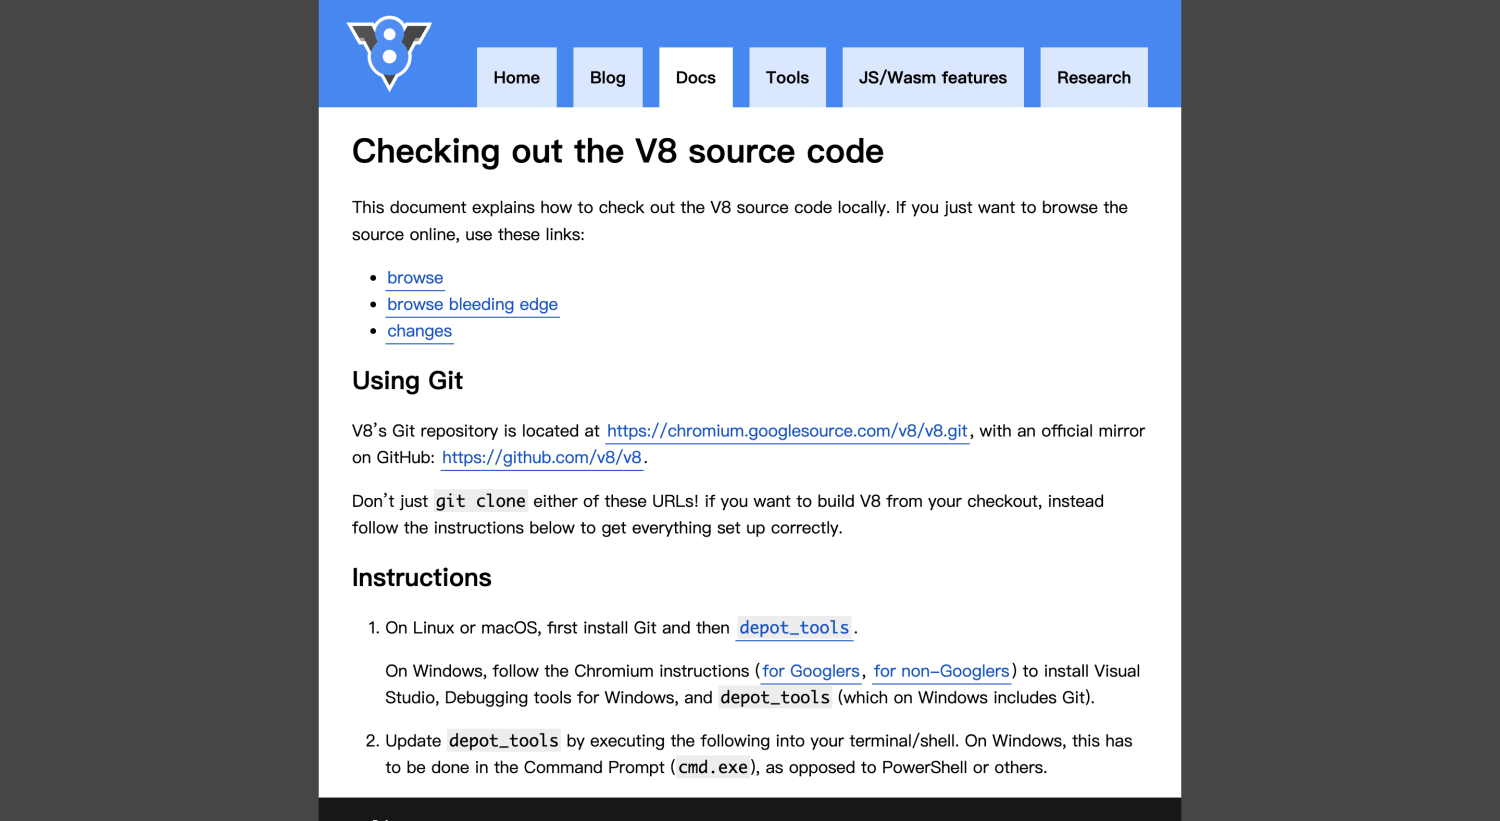 Home
Blog
Docs
Tools
JS/Wasm features
Research
Checking out the V8 source code
This document explains how to check out the V8 source code locally. If you just want to browse the
source online, use these links:
browse
browse bleeding edge
changes
Using Git
V8’s Git repository is located at https://chromium.googlesource.com/v8/v8.git, with an official mirror
on GitHub: https://github.com/v8/v8.
Don’t just git clone either of these URLs! if you want to build V8 from your checkout, instead
follow the instructions below to get everything set up correctly.
Instructions
1. On Linux or macOS, first install Git and then depot_tools.
On Windows, follow the Chromium instructions (for Googlers, for non-Googlers) to install Visual
Studio, Debugging tools for Windows, and depot_tools (which on Windows includes Git).
2. Update depot_tools by executing the following into your terminal/shell. On Windows, this has
to be done in the Command Prompt (cmd.exe), as opposed to PowerShell or others.